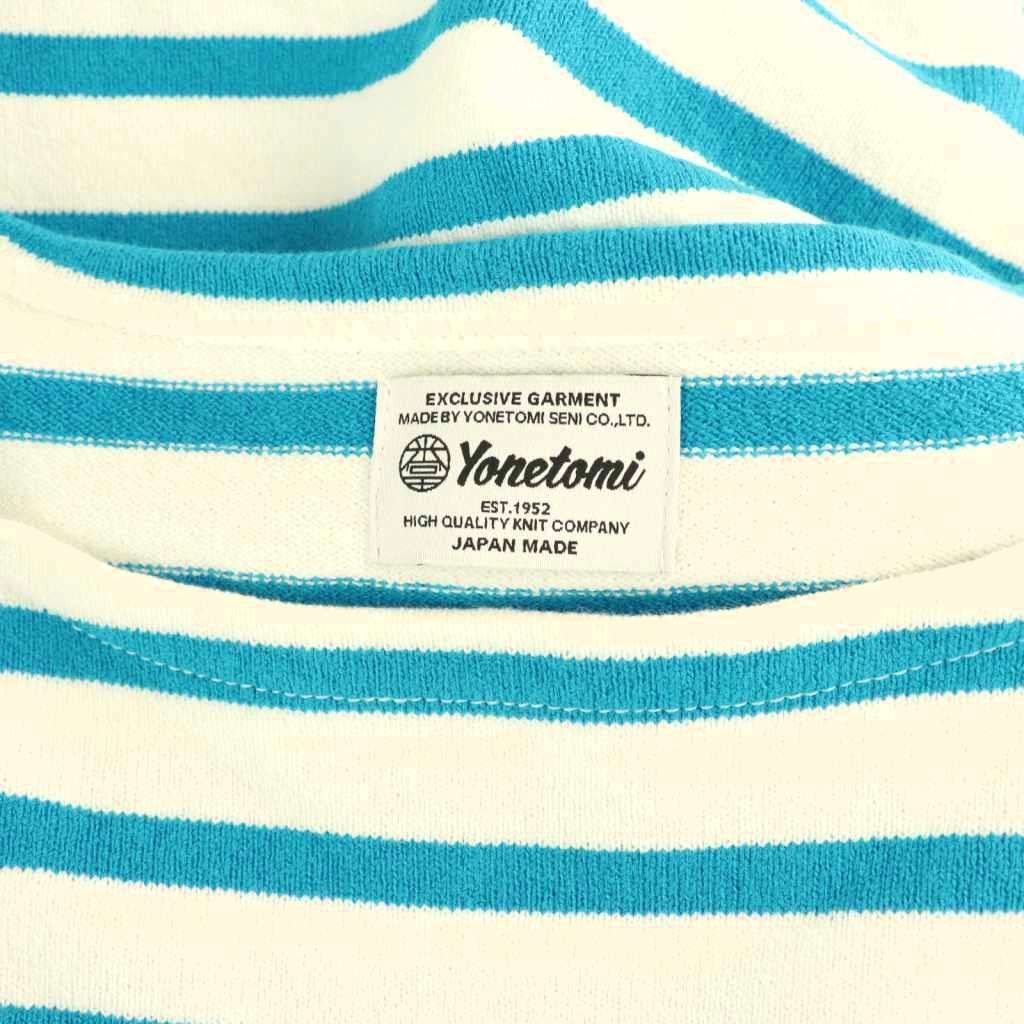 EXCLUSIVE GARMENT
MADE BY YONETOMI SENI CO.,LTD.
Yonetomi
EST.1952
HIGH QUALITY KNIT COMPANY
JAPAN MADE